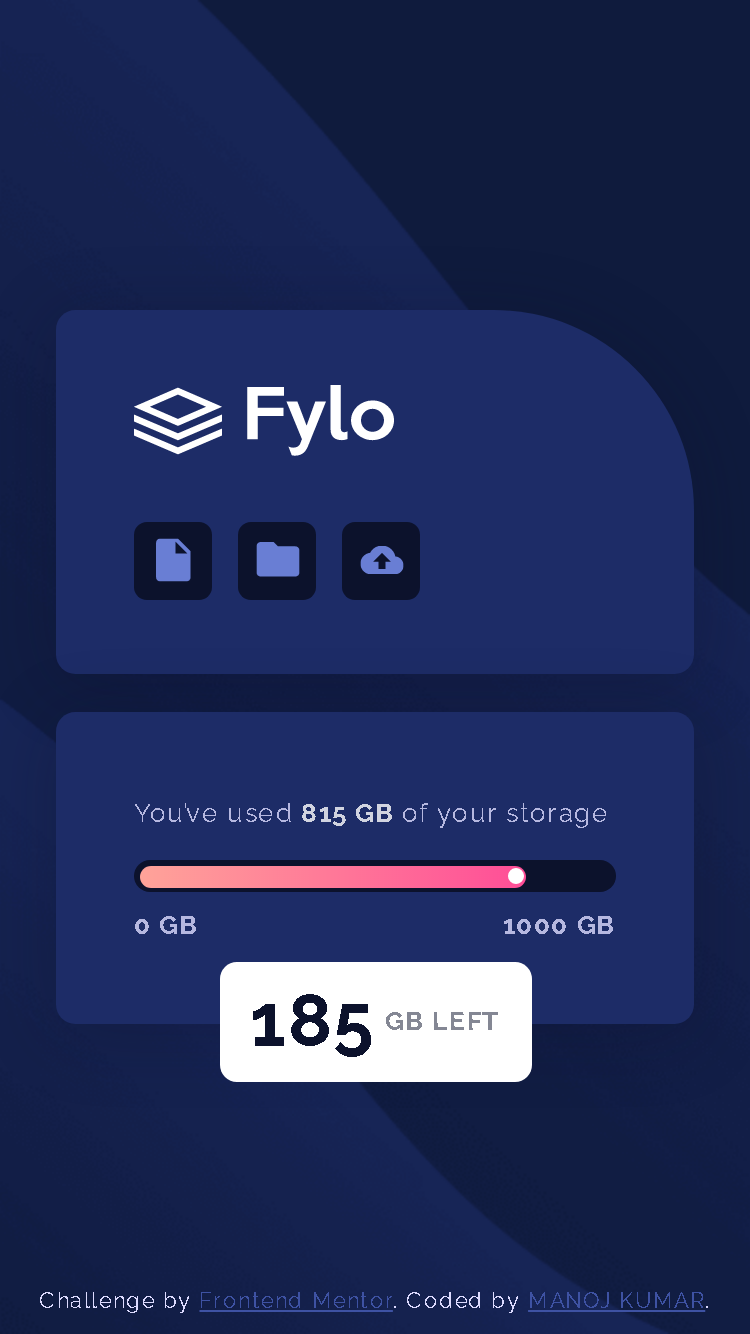 Fylo
You've used 815 GB of your storage
0 GB 1000 GB
185 GB LEFT
Challenge by Frontend Mentor. Coded by MANOJ KUMAR.